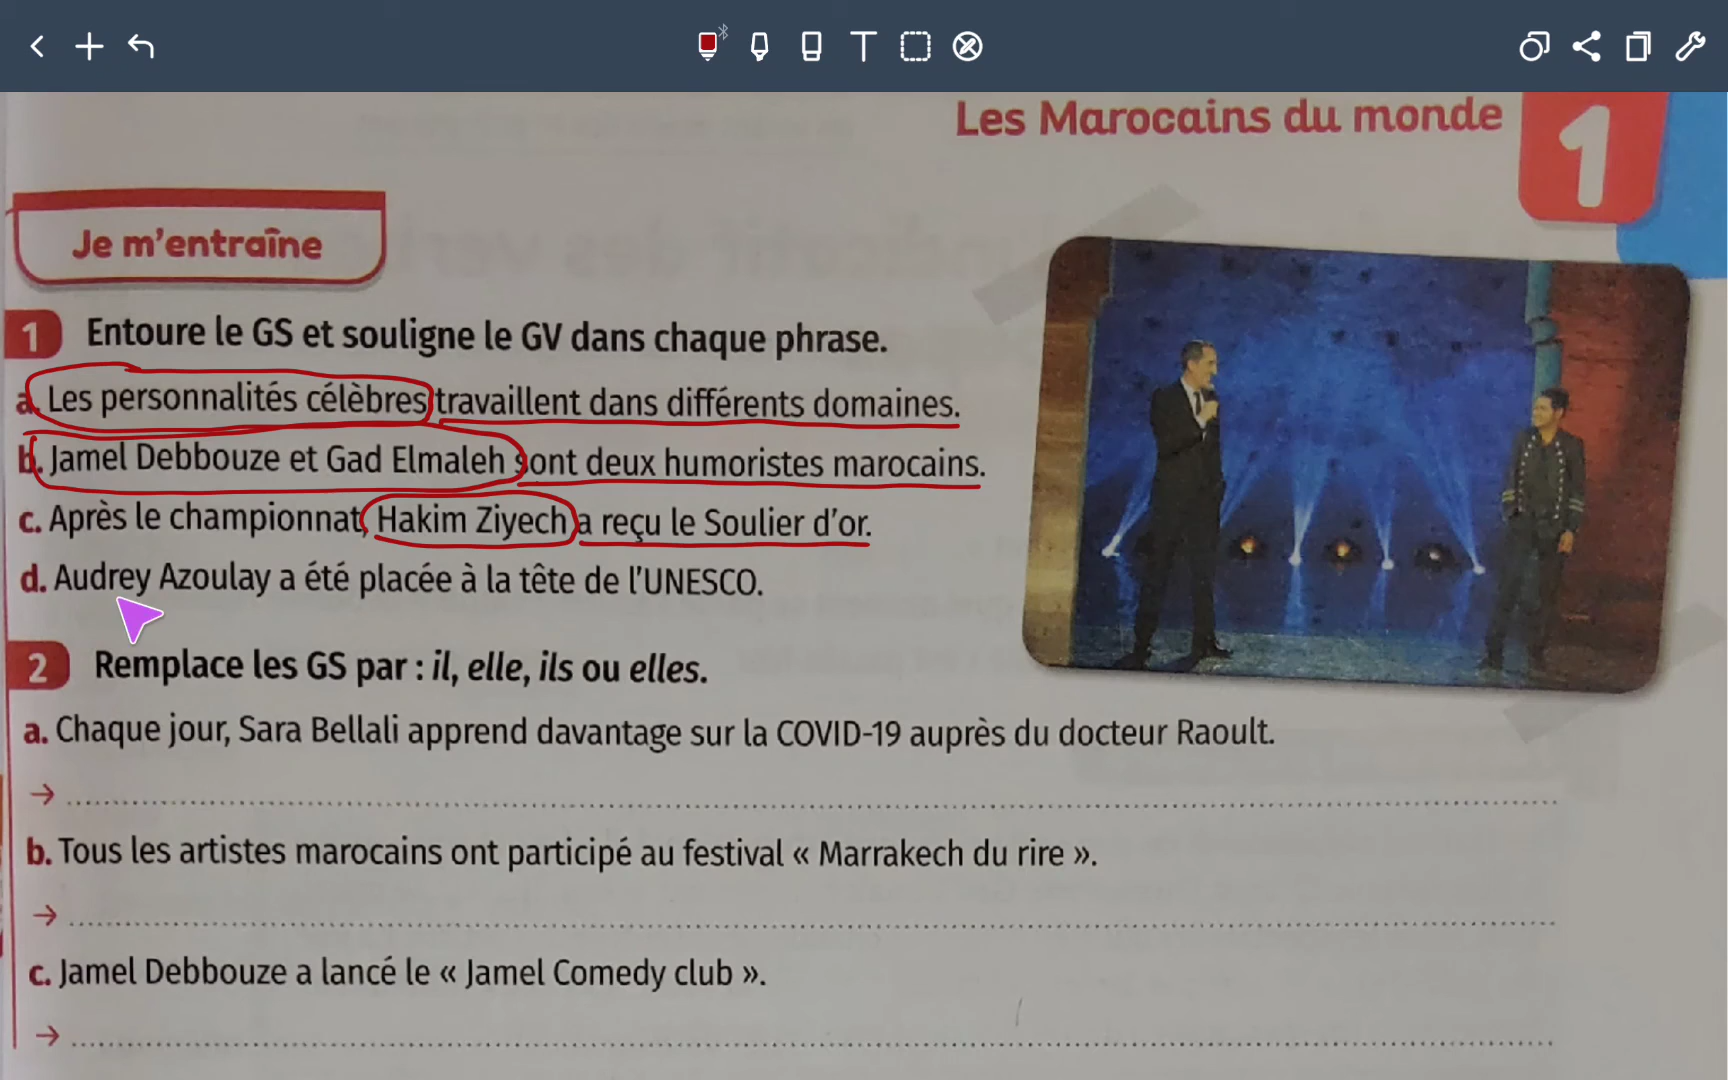 T
Les Marocains du monde
1
Je m'entraîne
1 Entoure le GS et souligne le GV dans chaque phrase.
a. Les personnalités célèbres travaillent dans différents domaines.
b. Jamel Debbouze et Gad Elmaleh sont deux humoristes marocains.
c. Après le championnat, Hakim Ziyech a reçu le Soulier d'or.
d. Audrey Azoulay a été placée à la tête de l'UNESCO.
2 Remplace les GS par : il, elle, ils ou elles.
a. Chaque jour, Sara Bellali apprend davantage sur la COVID-19 auprès du docteur Raoult.
→
b. Tous les artistes marocains ont participé au festival « Marrakech du rire ».
→
c. Jamel Debbouze a lancé le « Jamel Comedy club ».
→